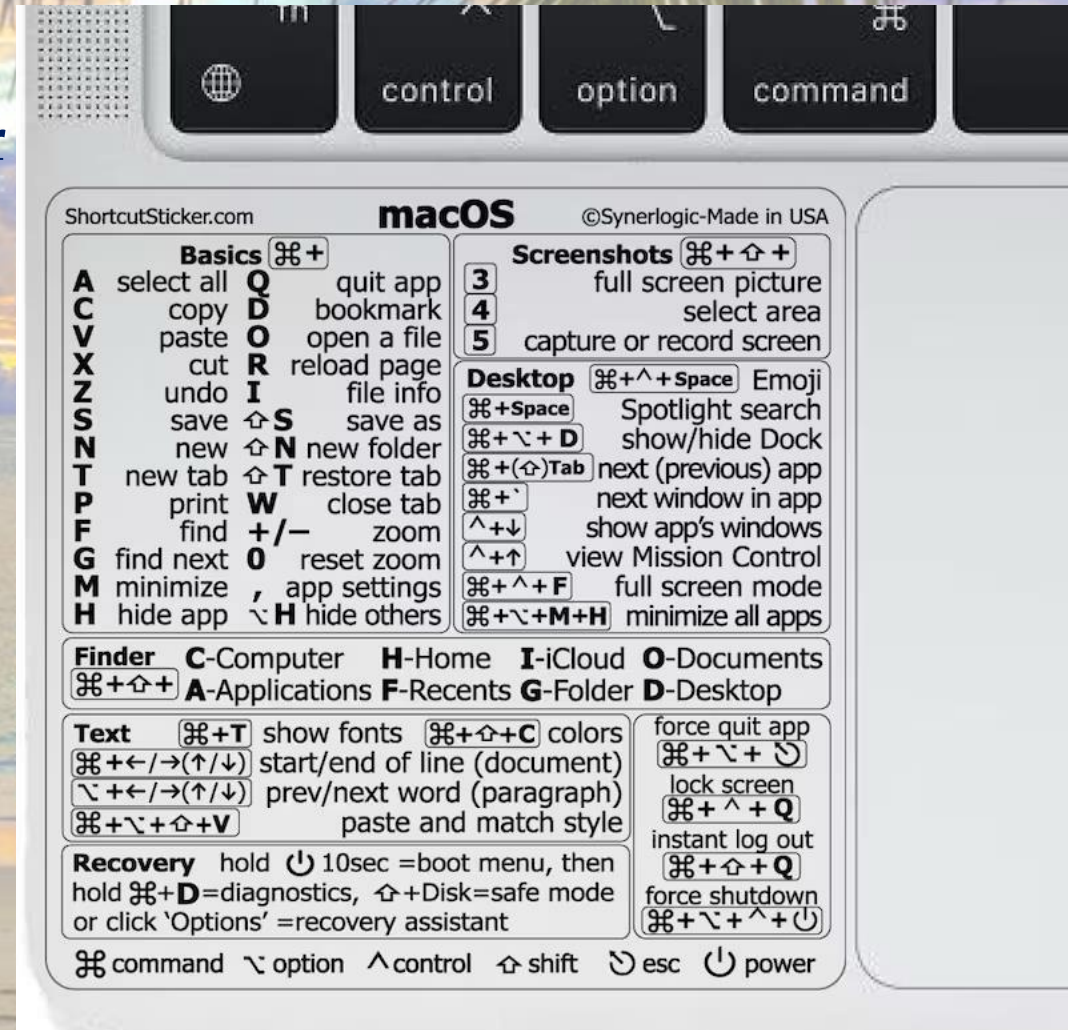 fn ^ ⌥ ⌘
control option command
ShortcutSticker.com macOS ©Synerlogic-Made in USA
Basics ⌘+
A select all Q quit app
C copy D bookmark
V paste O open a file
X cut R reload page
Z undo I file info
S save ⇧S save as
N new ⇧N new folder
T new tab ⇧T restore tab
P print W close tab
F find +/− zoom
G find next 0 reset zoom
M minimize , app settings
H hide app ⌥H hide others
Screenshots ⌘+⇧+
3 full screen picture
4 select area
5 capture or record screen
Desktop ⌘+^+Space Emoji
⌘+Space Spotlight search
⌘+⌥+D show/hide Dock
⌘+(⇧)Tab next (previous) app
⌘+` next window in app
^+↓ show app's windows
^+↑ view Mission Control
⌘+^+F full screen mode
⌘+⌥+M+H minimize all apps
Finder C-Computer H-Home I-iCloud O-Documents
⌘+⇧+ A-Applications F-Recents G-Folder D-Desktop
Text ⌘+T show fonts ⌘+⇧+C colors
⌘+←/→(↑/↓) start/end of line (document)
⌥+←/→(↑/↓) prev/next word (paragraph)
⌘+⌥+⇧+V paste and match style
Recovery hold ⏻ 10sec =boot menu, then
hold ⌘+D=diagnostics, ⇧+Disk=safe mode
or click ‘Options’ =recovery assistant
force quit app
⌘+⌥+⎋
lock screen
⌘+^+Q
instant log out
⌘+⇧+Q
force shutdown
⌘+⌥+^+⏻
⌘ command ⌥ option ^ control ⇧ shift ⎋ esc ⏻ power